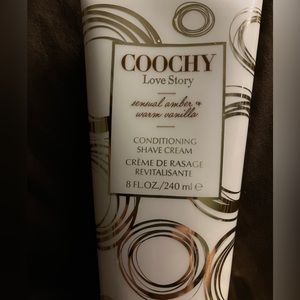 COOCHY
Love Story
sensual amber &
warm vanilla
CONDITIONING
SHAVE CREAM
CRÈME DE RASAGE
REVITALISANTE
8 FL.OZ./240 ml ℮